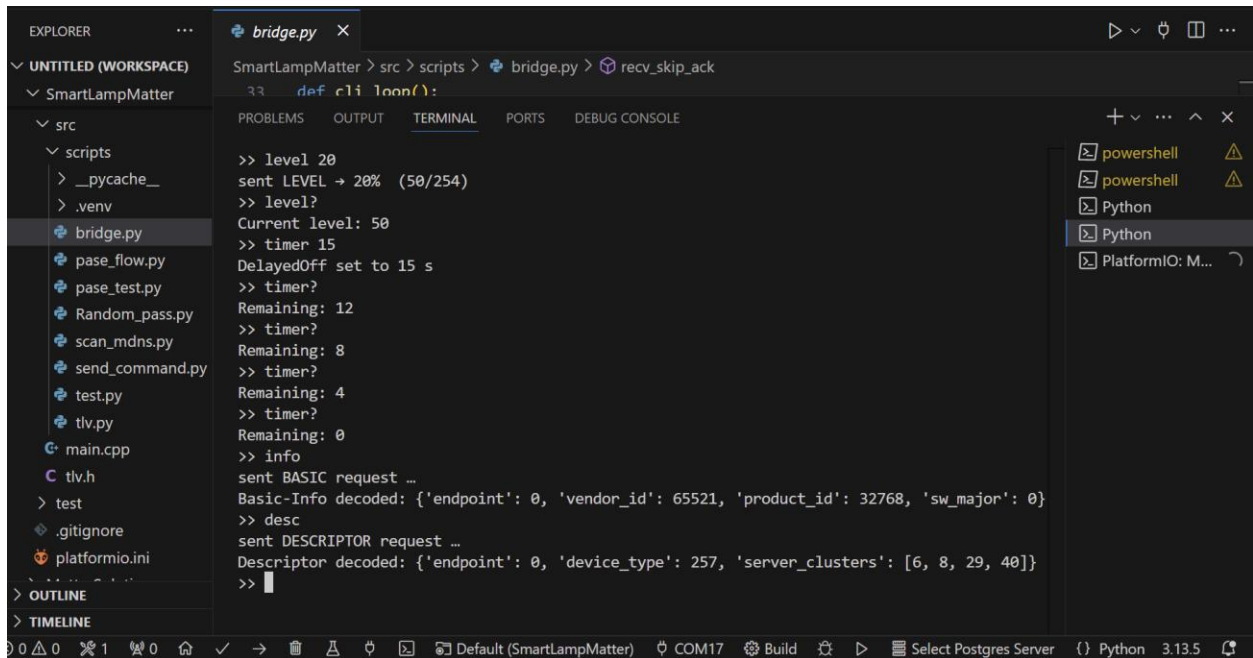 EXPLORER ...
bridge.py
UNTITLED (WORKSPACE)
SmartLampMatter
src
scripts
__pycache__
.venv
bridge.py
pase_flow.py
pase_test.py
Random_pass.py
scan_mdns.py
send_command.py
test.py
tlv.py
main.cpp
tlv.h
test
.gitignore
platformio.ini
OUTLINE
TIMELINE
SmartLampMatter > src > scripts > bridge.py > recv_skip_ack
33 def cli_loop():
PROBLEMS OUTPUT TERMINAL PORTS DEBUG CONSOLE
>> level 20
sent LEVEL → 20% (50/254)
>> level?
Current level: 50
>> timer 15
DelayedOff set to 15 s
>> timer?
Remaining: 12
>> timer?
Remaining: 8
>> timer?
Remaining: 4
>> timer?
Remaining: 0
>> info
sent BASIC request …
Basic-Info decoded: {'endpoint': 0, 'vendor_id': 65521, 'product_id': 32768, 'sw_major': 0}
>> desc
sent DESCRIPTOR request …
Descriptor decoded: {'endpoint': 0, 'device_type': 257, 'server_clusters': [6, 8, 29, 40]}
>>
powershell
powershell
Python
Python
PlatformIO: M...
0 0 1 0 Default (SmartLampMatter) COM17 Build Select Postgres Server {} Python 3.13.5